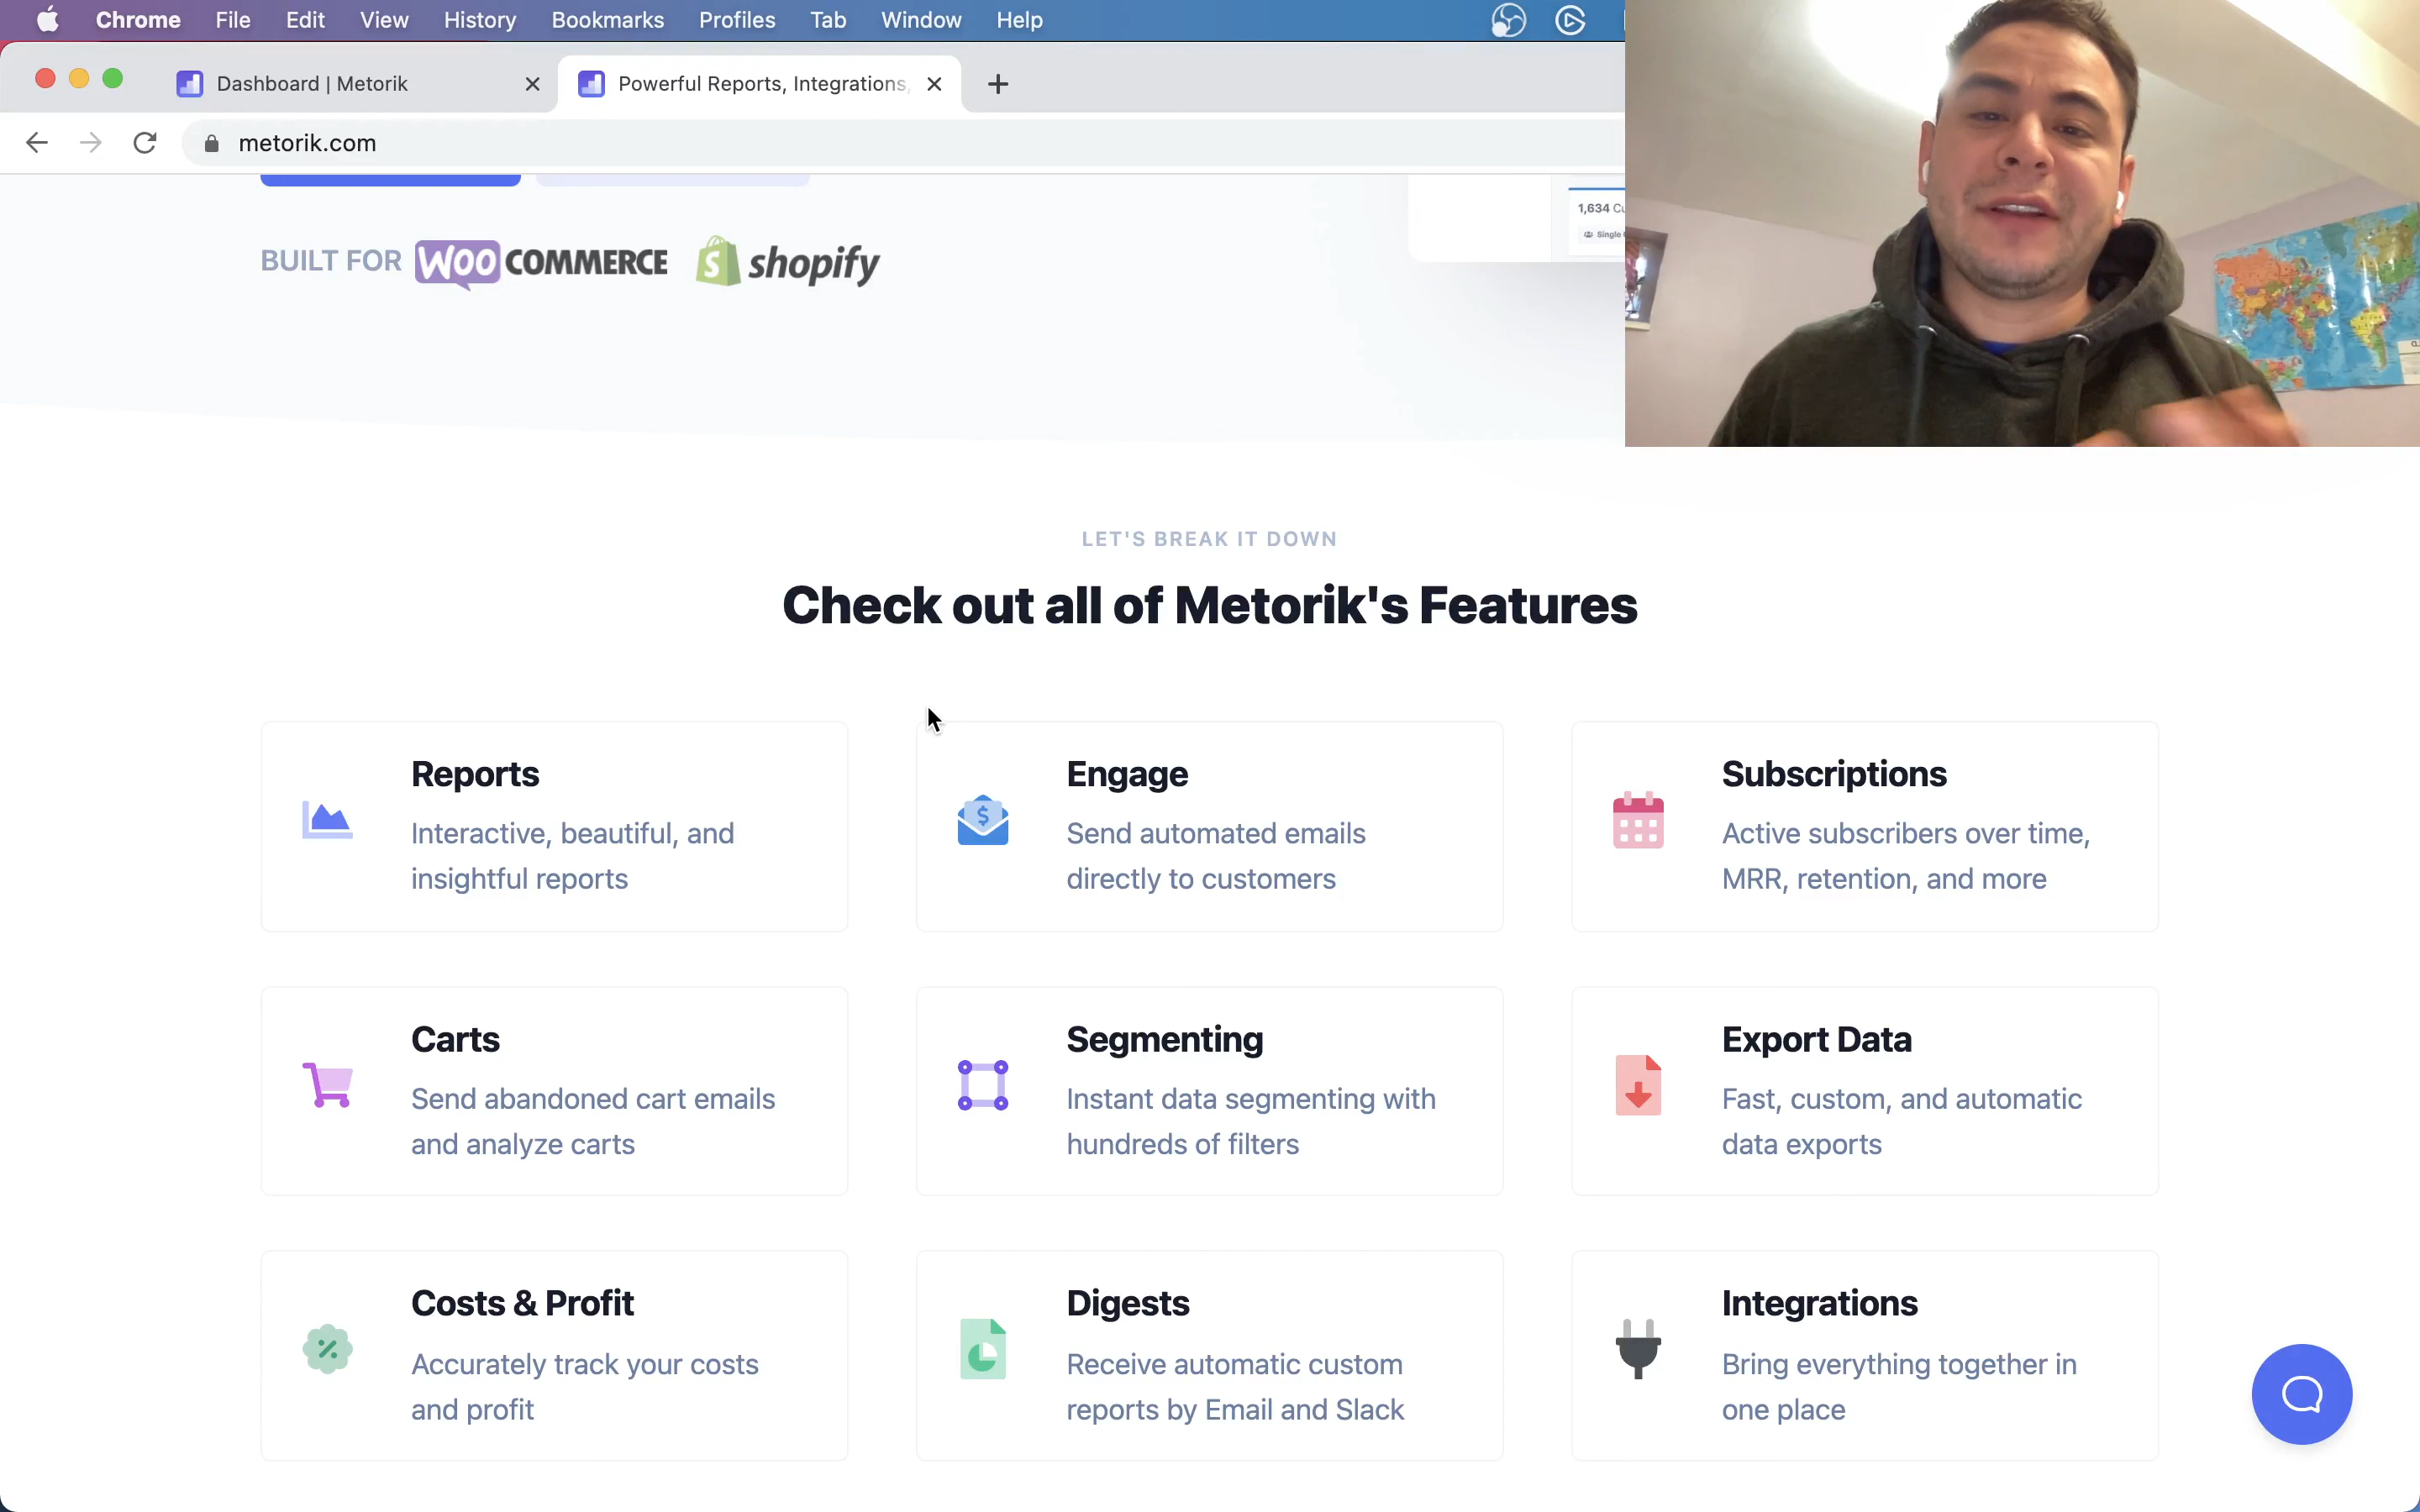 Chrome File Edit View History Bookmarks Profiles Tab Window Help
Dashboard | Metorik
Powerful Reports, Integrations,
metorik.com
1,634 Cu
Single
BUILT FOR WOO COMMERCE shopify
LET'S BREAK IT DOWN
Check out all of Metorik's Features
Reports
Interactive, beautiful, and
insightful reports
Engage
Send automated emails
directly to customers
Subscriptions
Active subscribers over time,
MRR, retention, and more
Carts
Send abandoned cart emails
and analyze carts
Segmenting
Instant data segmenting with
hundreds of filters
Export Data
Fast, custom, and automatic
data exports
Costs & Profit
Accurately track your costs
and profit
Digests
Receive automatic custom
reports by Email and Slack
Integrations
Bring everything together in
one place